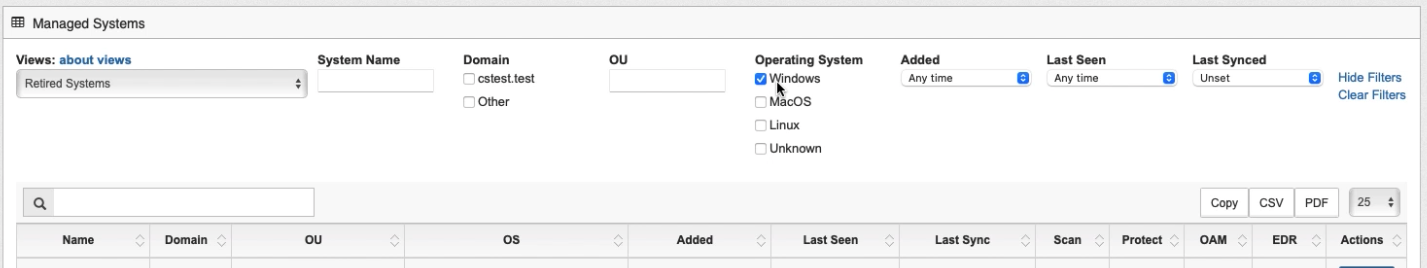 Managed Systems
Views: about views
System Name
Domain
OU
Operating System
Added
Last Seen
Last Synced
Retired Systems
cstest.test
Windows
Any time
Any time
Unset
Hide Filters
Other
MacOS
Clear Filters
Linux
Unknown
Copy CSV PDF 25
Name Domain OU OS Added Last Seen Last Sync Scan Protect OAM EDR Actions